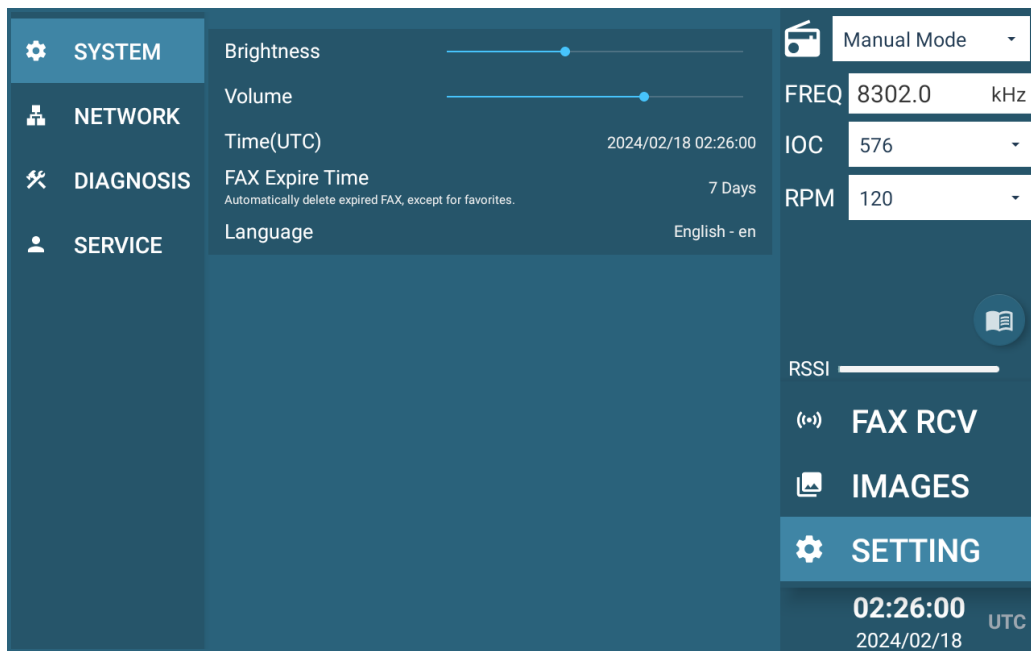 SYSTEM
NETWORK
DIAGNOSIS
SERVICE
Brightness
Volume
Time(UTC) 2024/02/18 02:26:00
FAX Expire Time 7 Days
Automatically delete expired FAX, except for favorites.
Language English - en
Manual Mode
FREQ 8302.0 kHz
IOC 576
RPM 120
RSSI
FAX RCV
IMAGES
SETTING
02:26:00 UTC
2024/02/18